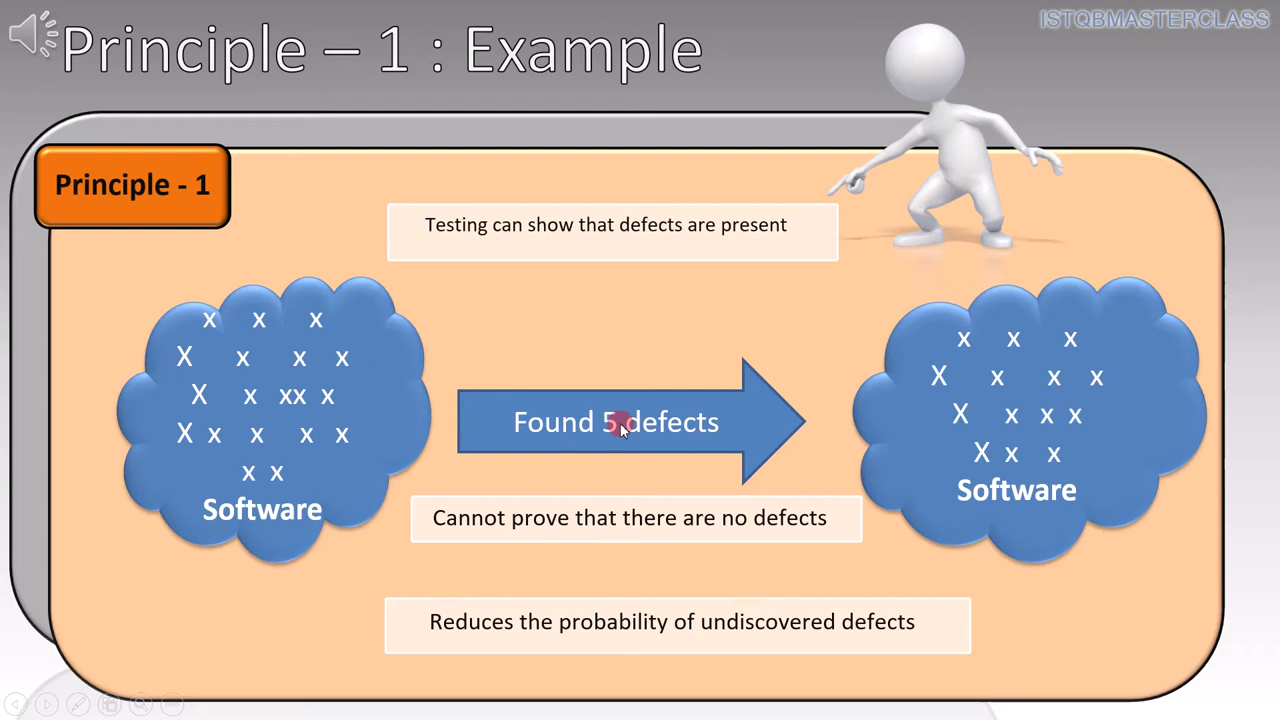 ISTQBMASTERCLASS
Principle – 1 : Example
Principle - 1
Testing can show that defects are present
x x x
X x x x
X x xx x
X x x x x
x x
Software
Found 5 defects
x x x
X x x x
X x x x
X x x
Software
Cannot prove that there are no defects
Reduces the probability of undiscovered defects